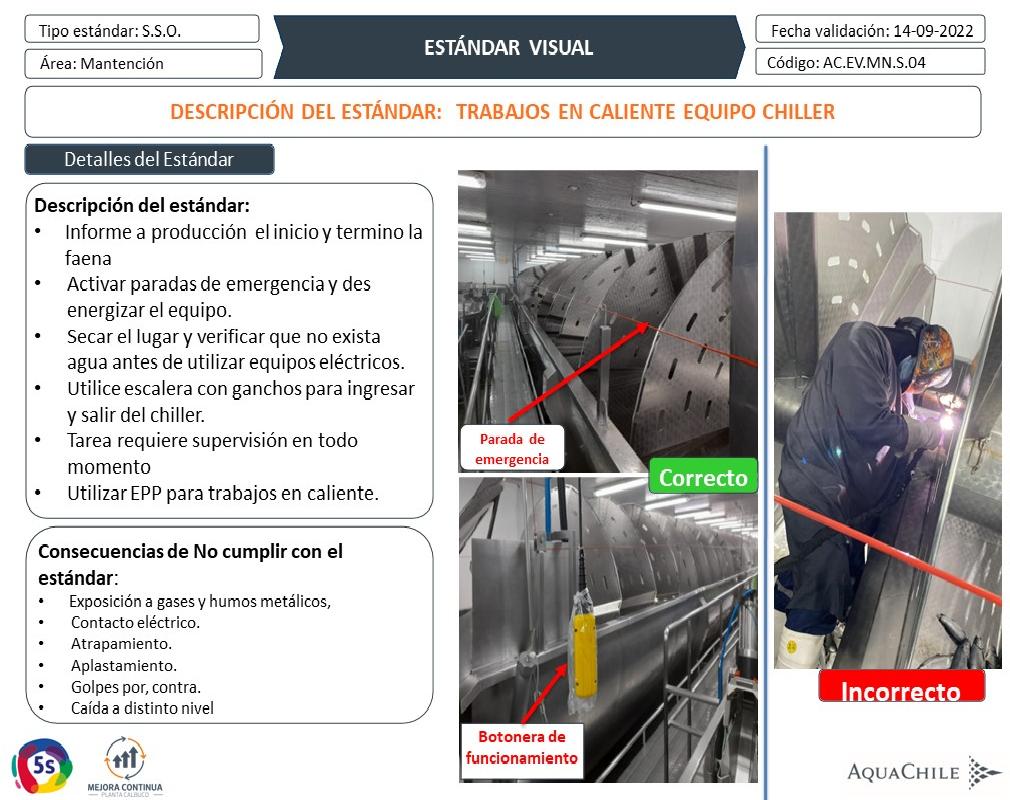 Tipo estándar: S.S.O.
Área: Mantención
ESTÁNDAR VISUAL
Fecha validación: 14-09-2022
Código: AC.EV.MN.S.04
DESCRIPCIÓN DEL ESTÁNDAR: TRABAJOS EN CALIENTE EQUIPO CHILLER
Detalles del Estándar
Descripción del estándar:
• Informe a producción el inicio y termino la
faena
• Activar paradas de emergencia y des
energizar el equipo.
• Secar el lugar y verificar que no exista
agua antes de utilizar equipos eléctricos.
• Utilice escalera con ganchos para ingresar
y salir del chiller.
• Tarea requiere supervisión en todo
momento
• Utilizar EPP para trabajos en caliente.
Consecuencias de No cumplir con el
estándar:
• Exposición a gases y humos metálicos,
• Contacto eléctrico.
• Atrapamiento.
• Aplastamiento.
• Golpes por, contra.
• Caída a distinto nivel
Parada de
emergencia
Correcto
Botonera de
funcionamiento
Incorrecto
5s
MEJORA CONTINUA
PLANTA CALBUCO
AQUACHILE